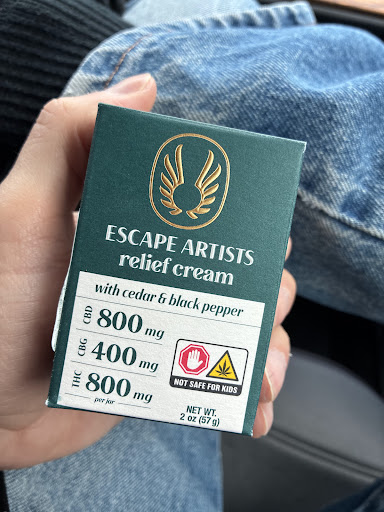 ESCAPE ARTISTS
relief cream
with cedar & black pepper
CBD 800 mg
CBG 400 mg
THC 800 mg
per jar
NOT SAFE FOR KIDS
NET WT.
2 oz (57 g)